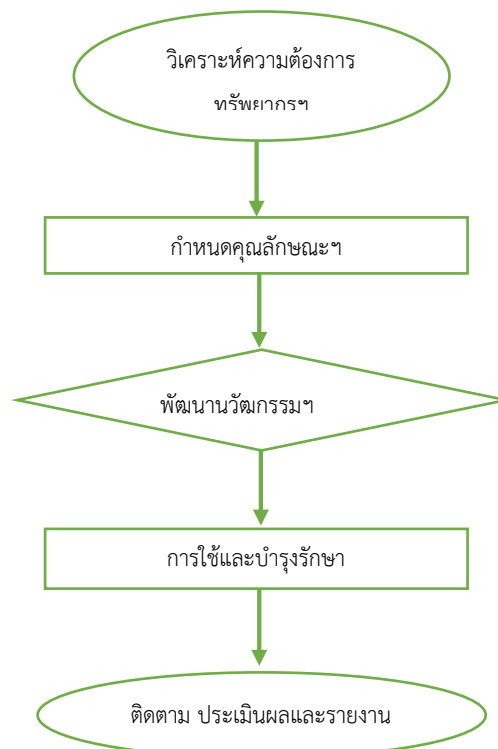 วิเคราะห์ความต้องการ
ทรัพยากรฯ
กำหนดคุณลักษณะฯ
พัฒนานวัฒกรรมฯ
การใช้และบำรุงรักษา
ติดตาม ประเมินผลและรายงาน